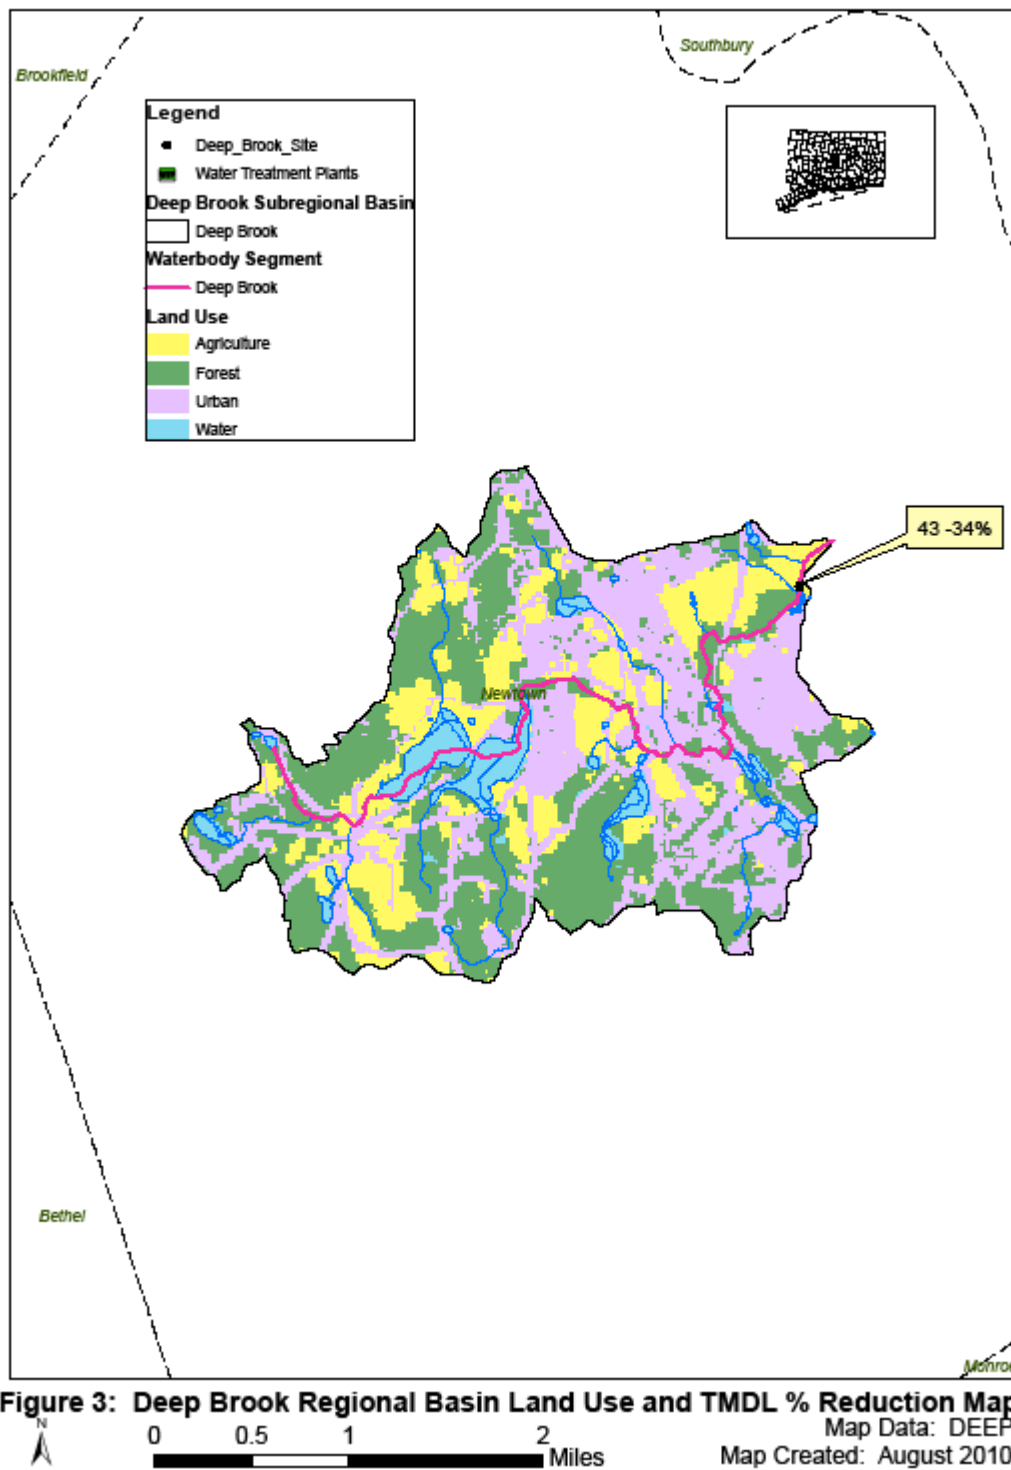 Southbury
Brookfield
Legend
Deep_Brook_Site
Water Treatment Plants
Deep Brook Subregional Basin
Deep Brook
Waterbody Segment
Deep Brook
Land Use
Agriculture
Forest
Urban
Water
43 -34%
Newtown
Bethel
Monroe
Figure 3: Deep Brook Regional Basin Land Use and TMDL % Reduction Map
N
0 0.5 1 2
Miles
Map Data: DEEP
Map Created: August 2010